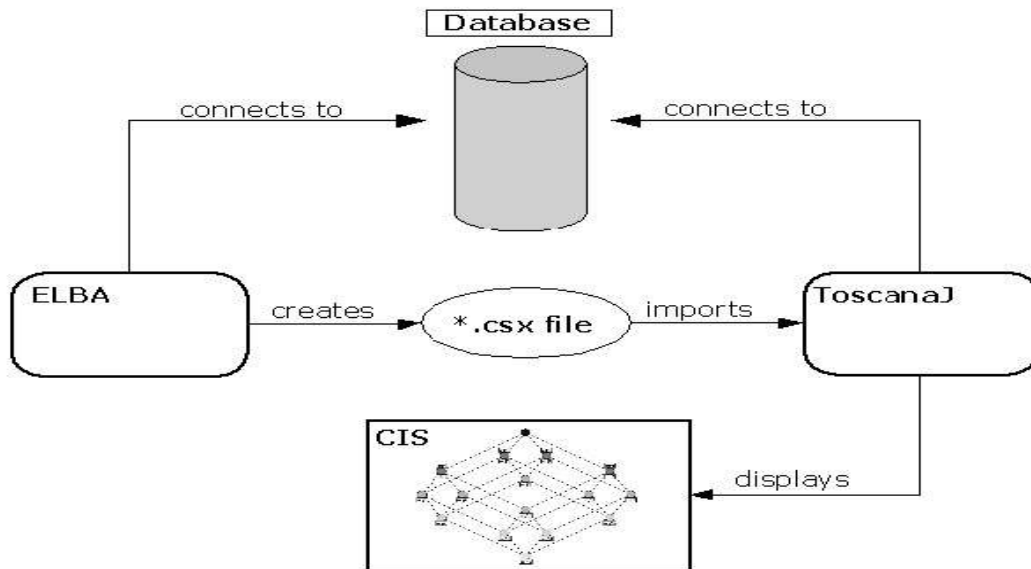 Database
connects to
connects to
ELBA
creates
*.csx file
imports
ToscanaJ
CIS
displays